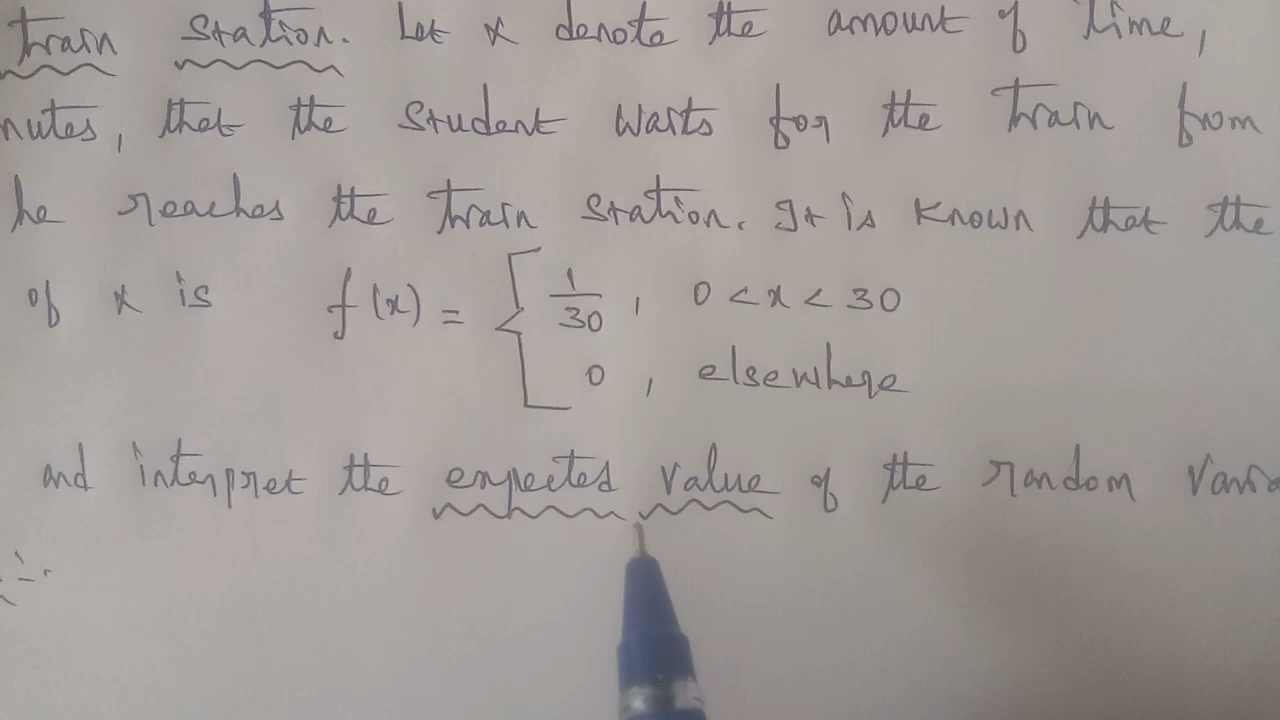 train station. Let x denote the amount of time,
nutes, that the student waits for the train from
he reaches the train station. It is known that the
of x is f(x) = { 1/30, 0 < x < 30
0, elsewhere
and interpret the expected value of the random varia